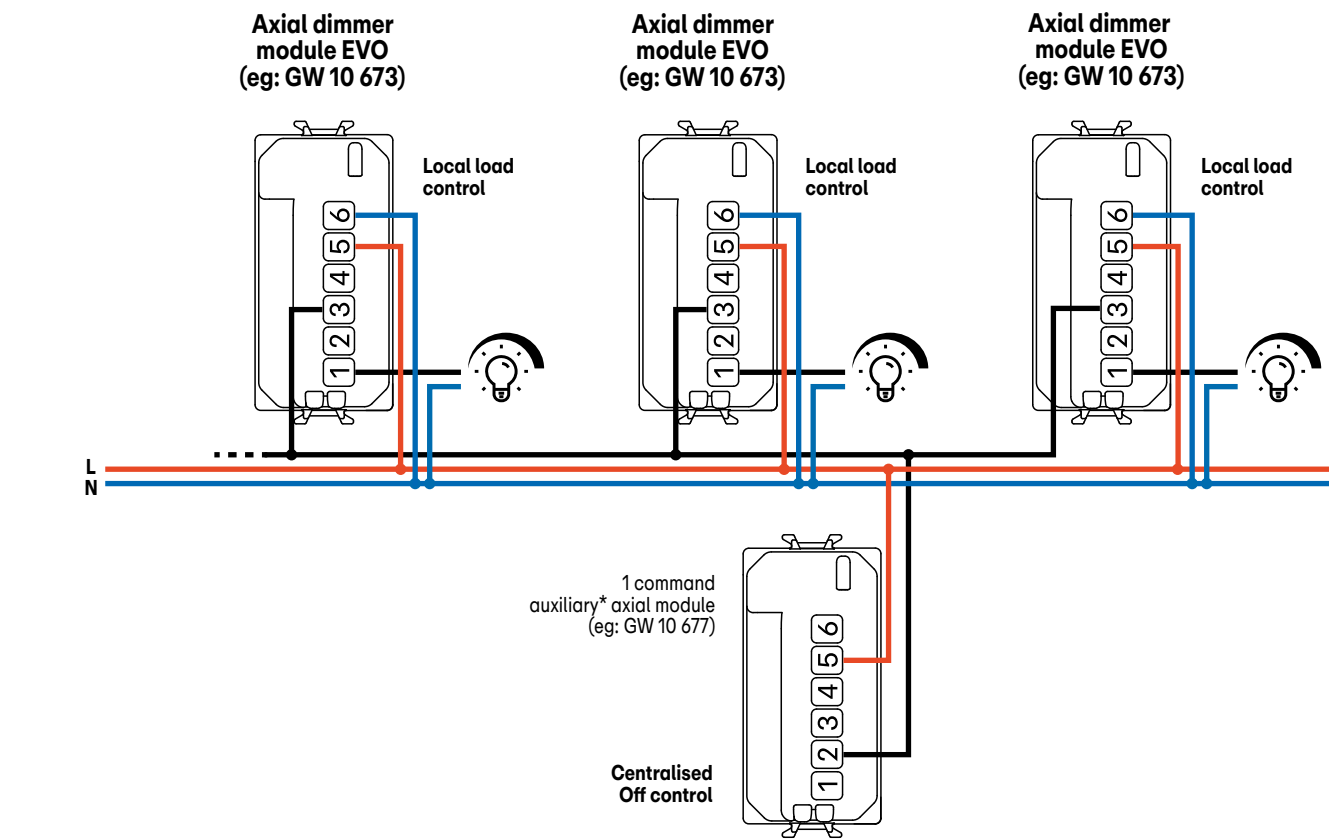 Axial dimmer
module EVO
(eg: GW 10 673)
Axial dimmer
module EVO
(eg: GW 10 673)
Axial dimmer
module EVO
(eg: GW 10 673)
Local load
control
6
5
4
3
2
1
Local load
control
6
5
4
3
2
1
Local load
control
6
5
4
3
2
1
L
N
1 command
auxiliary* axial module
(eg: GW 10 677)
6
5
4
3
2
1
Centralised
Off control